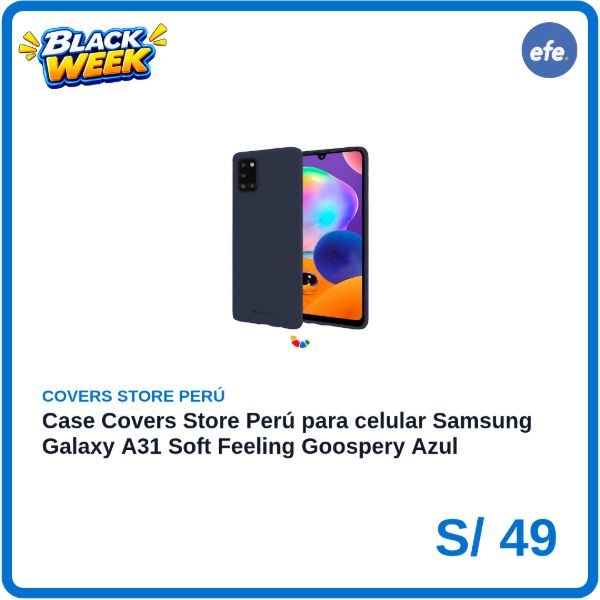 BLACK
WEEK
efe.
COVERS STORE PERÚ
Case Covers Store Perú para celular Samsung
Galaxy A31 Soft Feeling Goospery Azul
S/ 49